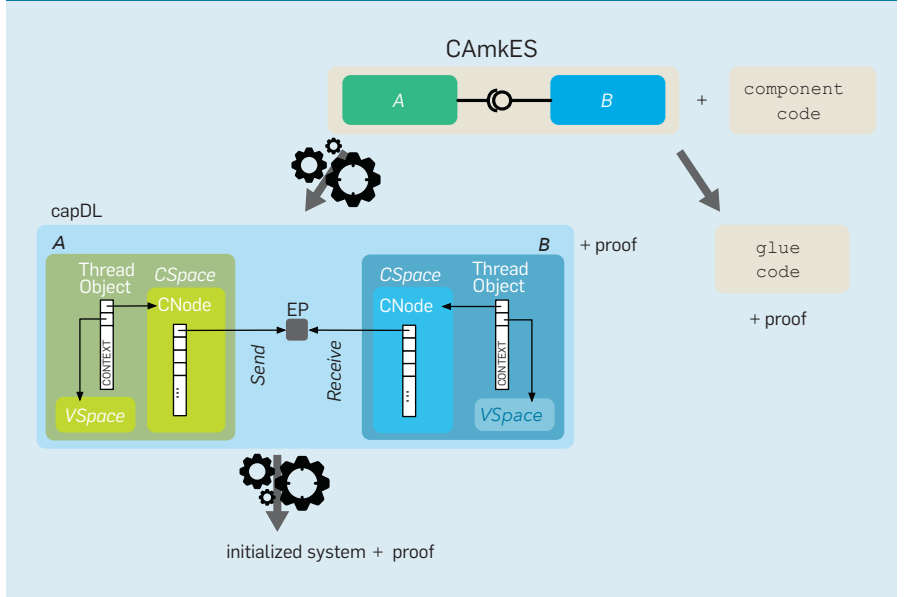 CAmkES
A
B
+
component
code
capDL
+ proof
A
B
Thread
Object
CSpace
CNode
CONTEXT
...
VSpace
EP
Send
Receive
CSpace
CNode
...
Thread
Object
CONTEXT
VSpace
glue
code
+ proof
initialized system + proof